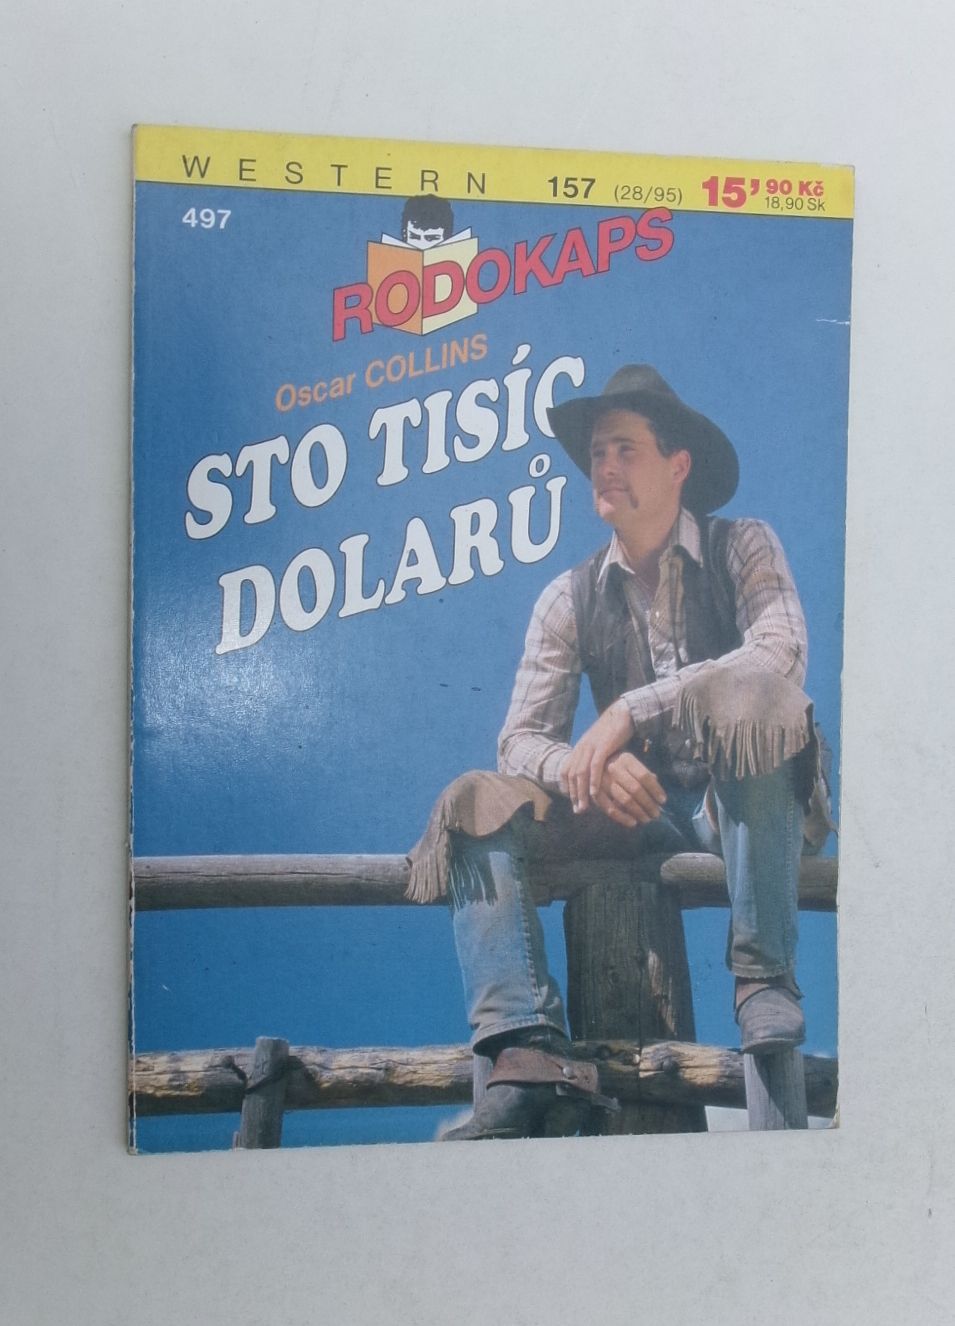 WESTERN 157 (28/95) 15,90 Kč
18,90 Sk
497
RODOKAPS
Oscar COLLINS
STO TISÍC
DOLARŮ